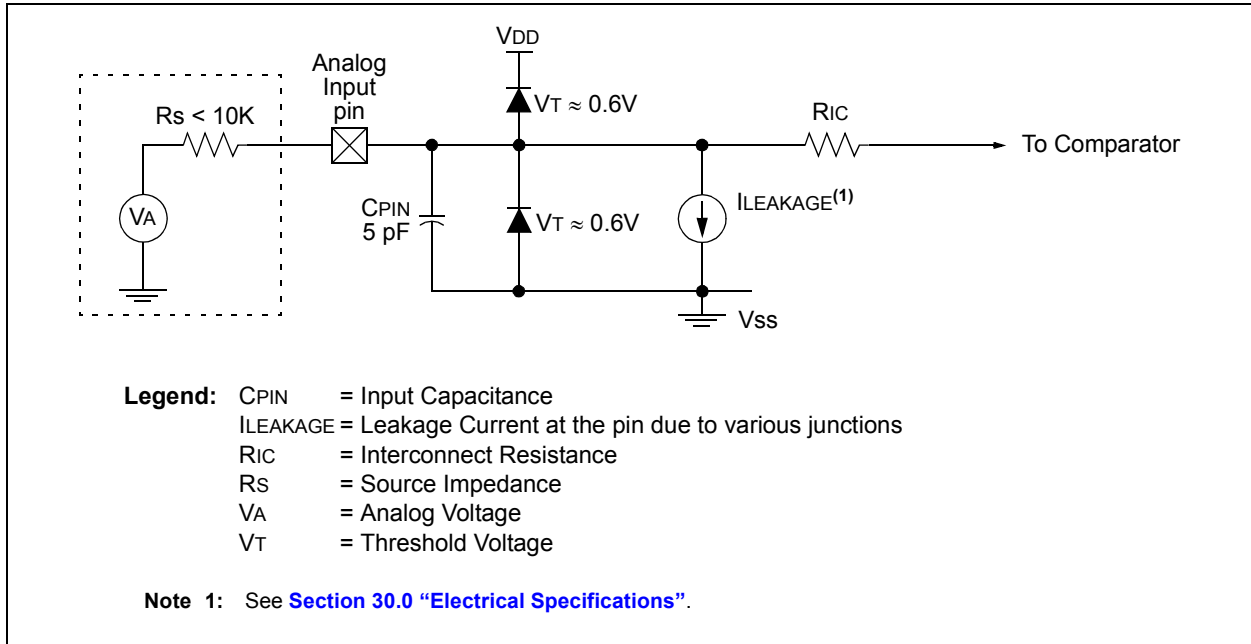 VDD
Analog
Input
pin
Rs < 10K
VT ≈ 0.6V
RIC
To Comparator
VA
CPIN
5 pF
VT ≈ 0.6V
ILEAKAGE(1)
Vss
Legend: CPIN = Input Capacitance
ILEAKAGE = Leakage Current at the pin due to various junctions
RIC = Interconnect Resistance
RS = Source Impedance
VA = Analog Voltage
VT = Threshold Voltage
Note 1: See Section 30.0 “Electrical Specifications”.